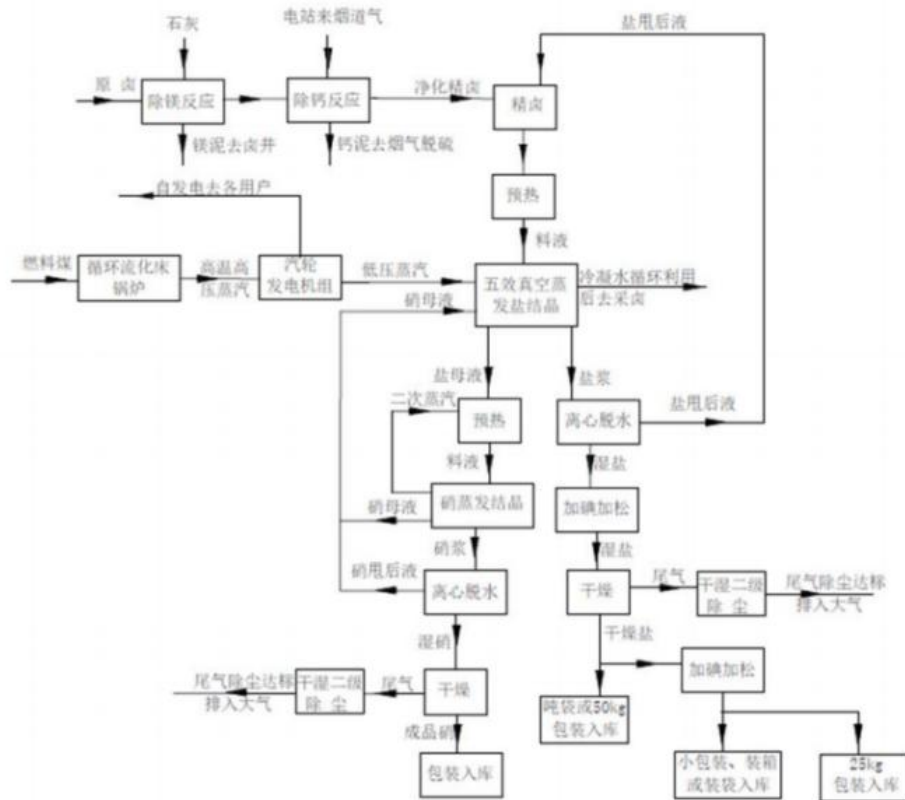 石灰
电站来烟道气
盐甩后液
原 卤
除镁反应
除钙反应
净化精卤
精卤
镁泥去卤井
钙泥去烟气脱硫
自发电去各用户
预热
料液
燃料煤
循环流化床
锅炉
高温高
压蒸汽
汽轮
发电机组
低压蒸汽
五效真空蒸
发盐结晶
冷凝水循环利用
后去采卤
硝母液
盐母液
盐浆
二次蒸汽
预热
离心脱水
盐甩后液
料液
湿盐
硝蒸发结晶
加碘加松
硝母液
硝浆
湿盐
硝甩后液
离心脱水
干燥
尾气
干湿二级
除 尘
尾气除尘达标
排入大气
湿硝
干燥盐
尾气除尘达标
排入大气
干湿二级
除 尘
尾气
干燥
加碘加松
成品硝
吨袋或50kg
包装入库
包装入库
小包装、装箱
或装袋入库
25kg
包装入库